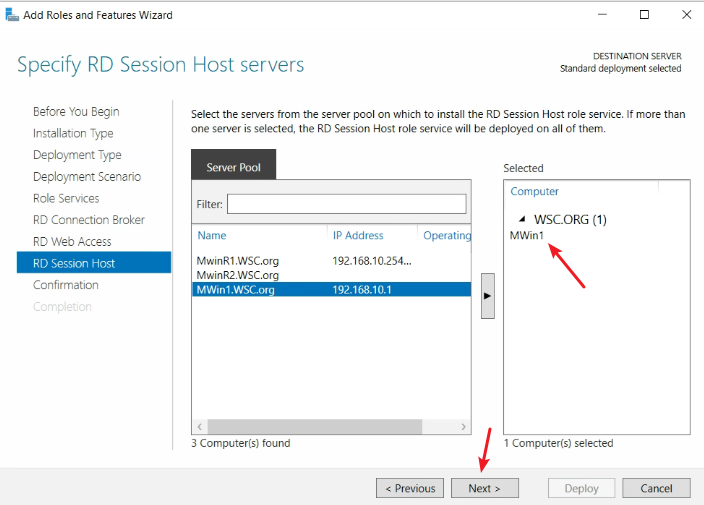 Add Roles and Features Wizard
Specify RD Session Host servers
DESTINATION SERVER
Standard deployment selected
Before You Begin
Installation Type
Deployment Type
Deployment Scenario
Role Services
RD Connection Broker
RD Web Access
RD Session Host
Confirmation
Completion
Select the servers from the server pool on which to install the RD Session Host role service. If more than
one server is selected, the RD Session Host role service will be deployed on all of them.
Server Pool
Filter:
Name IP Address Operating
MwinR1.WSC.org 192.168.10.254...
MwinR2.WSC.org
MWin1.WSC.org 192.168.10.1
3 Computer(s) found
Selected
Computer
WSC.ORG (1)
MWin1
1 Computer(s) selected
< Previous Next > Deploy Cancel